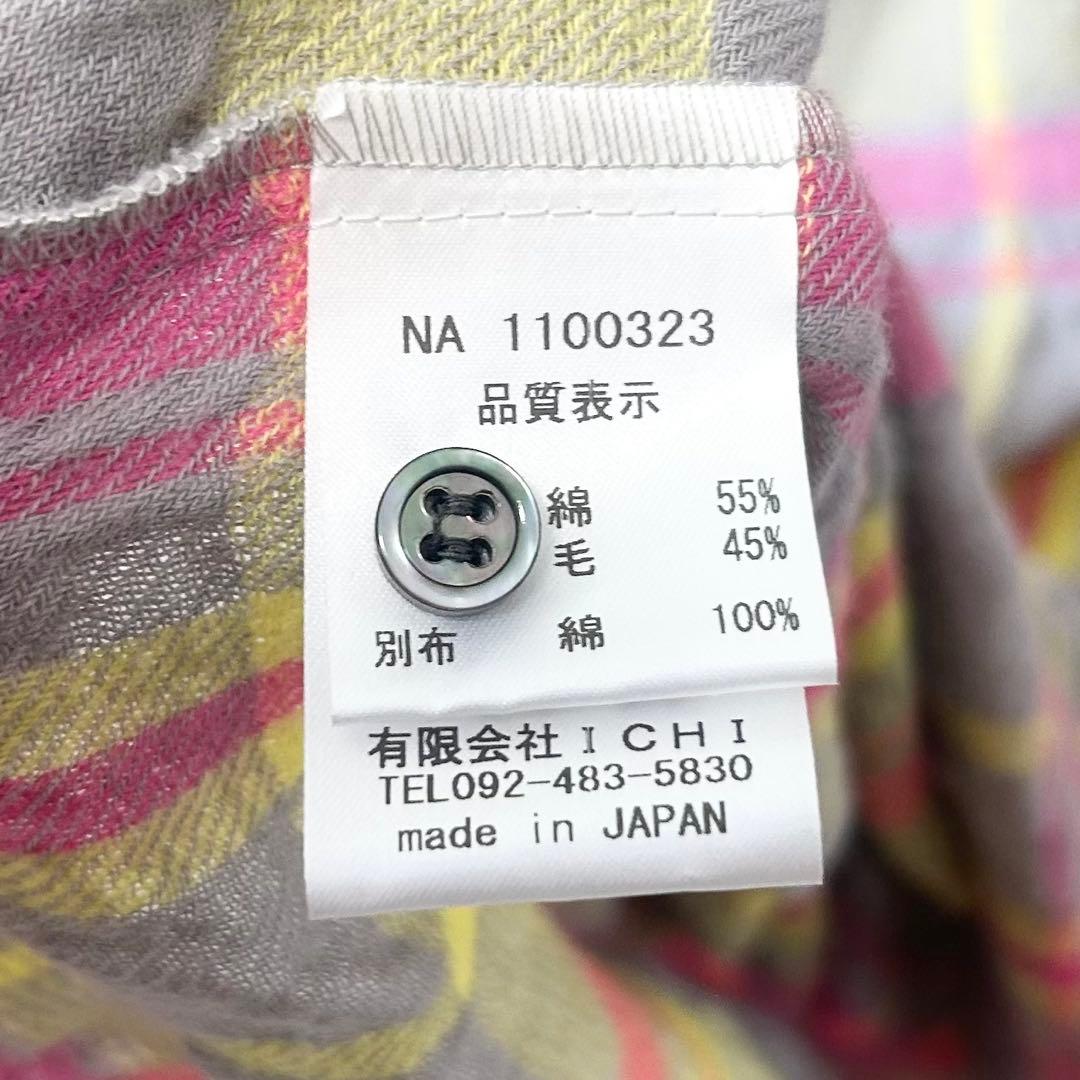 NA 1100323
品質表示
綿 55%
毛 45%
別布 綿 100%
有限会社ICHI
TEL092-483-5830
made in JAPAN